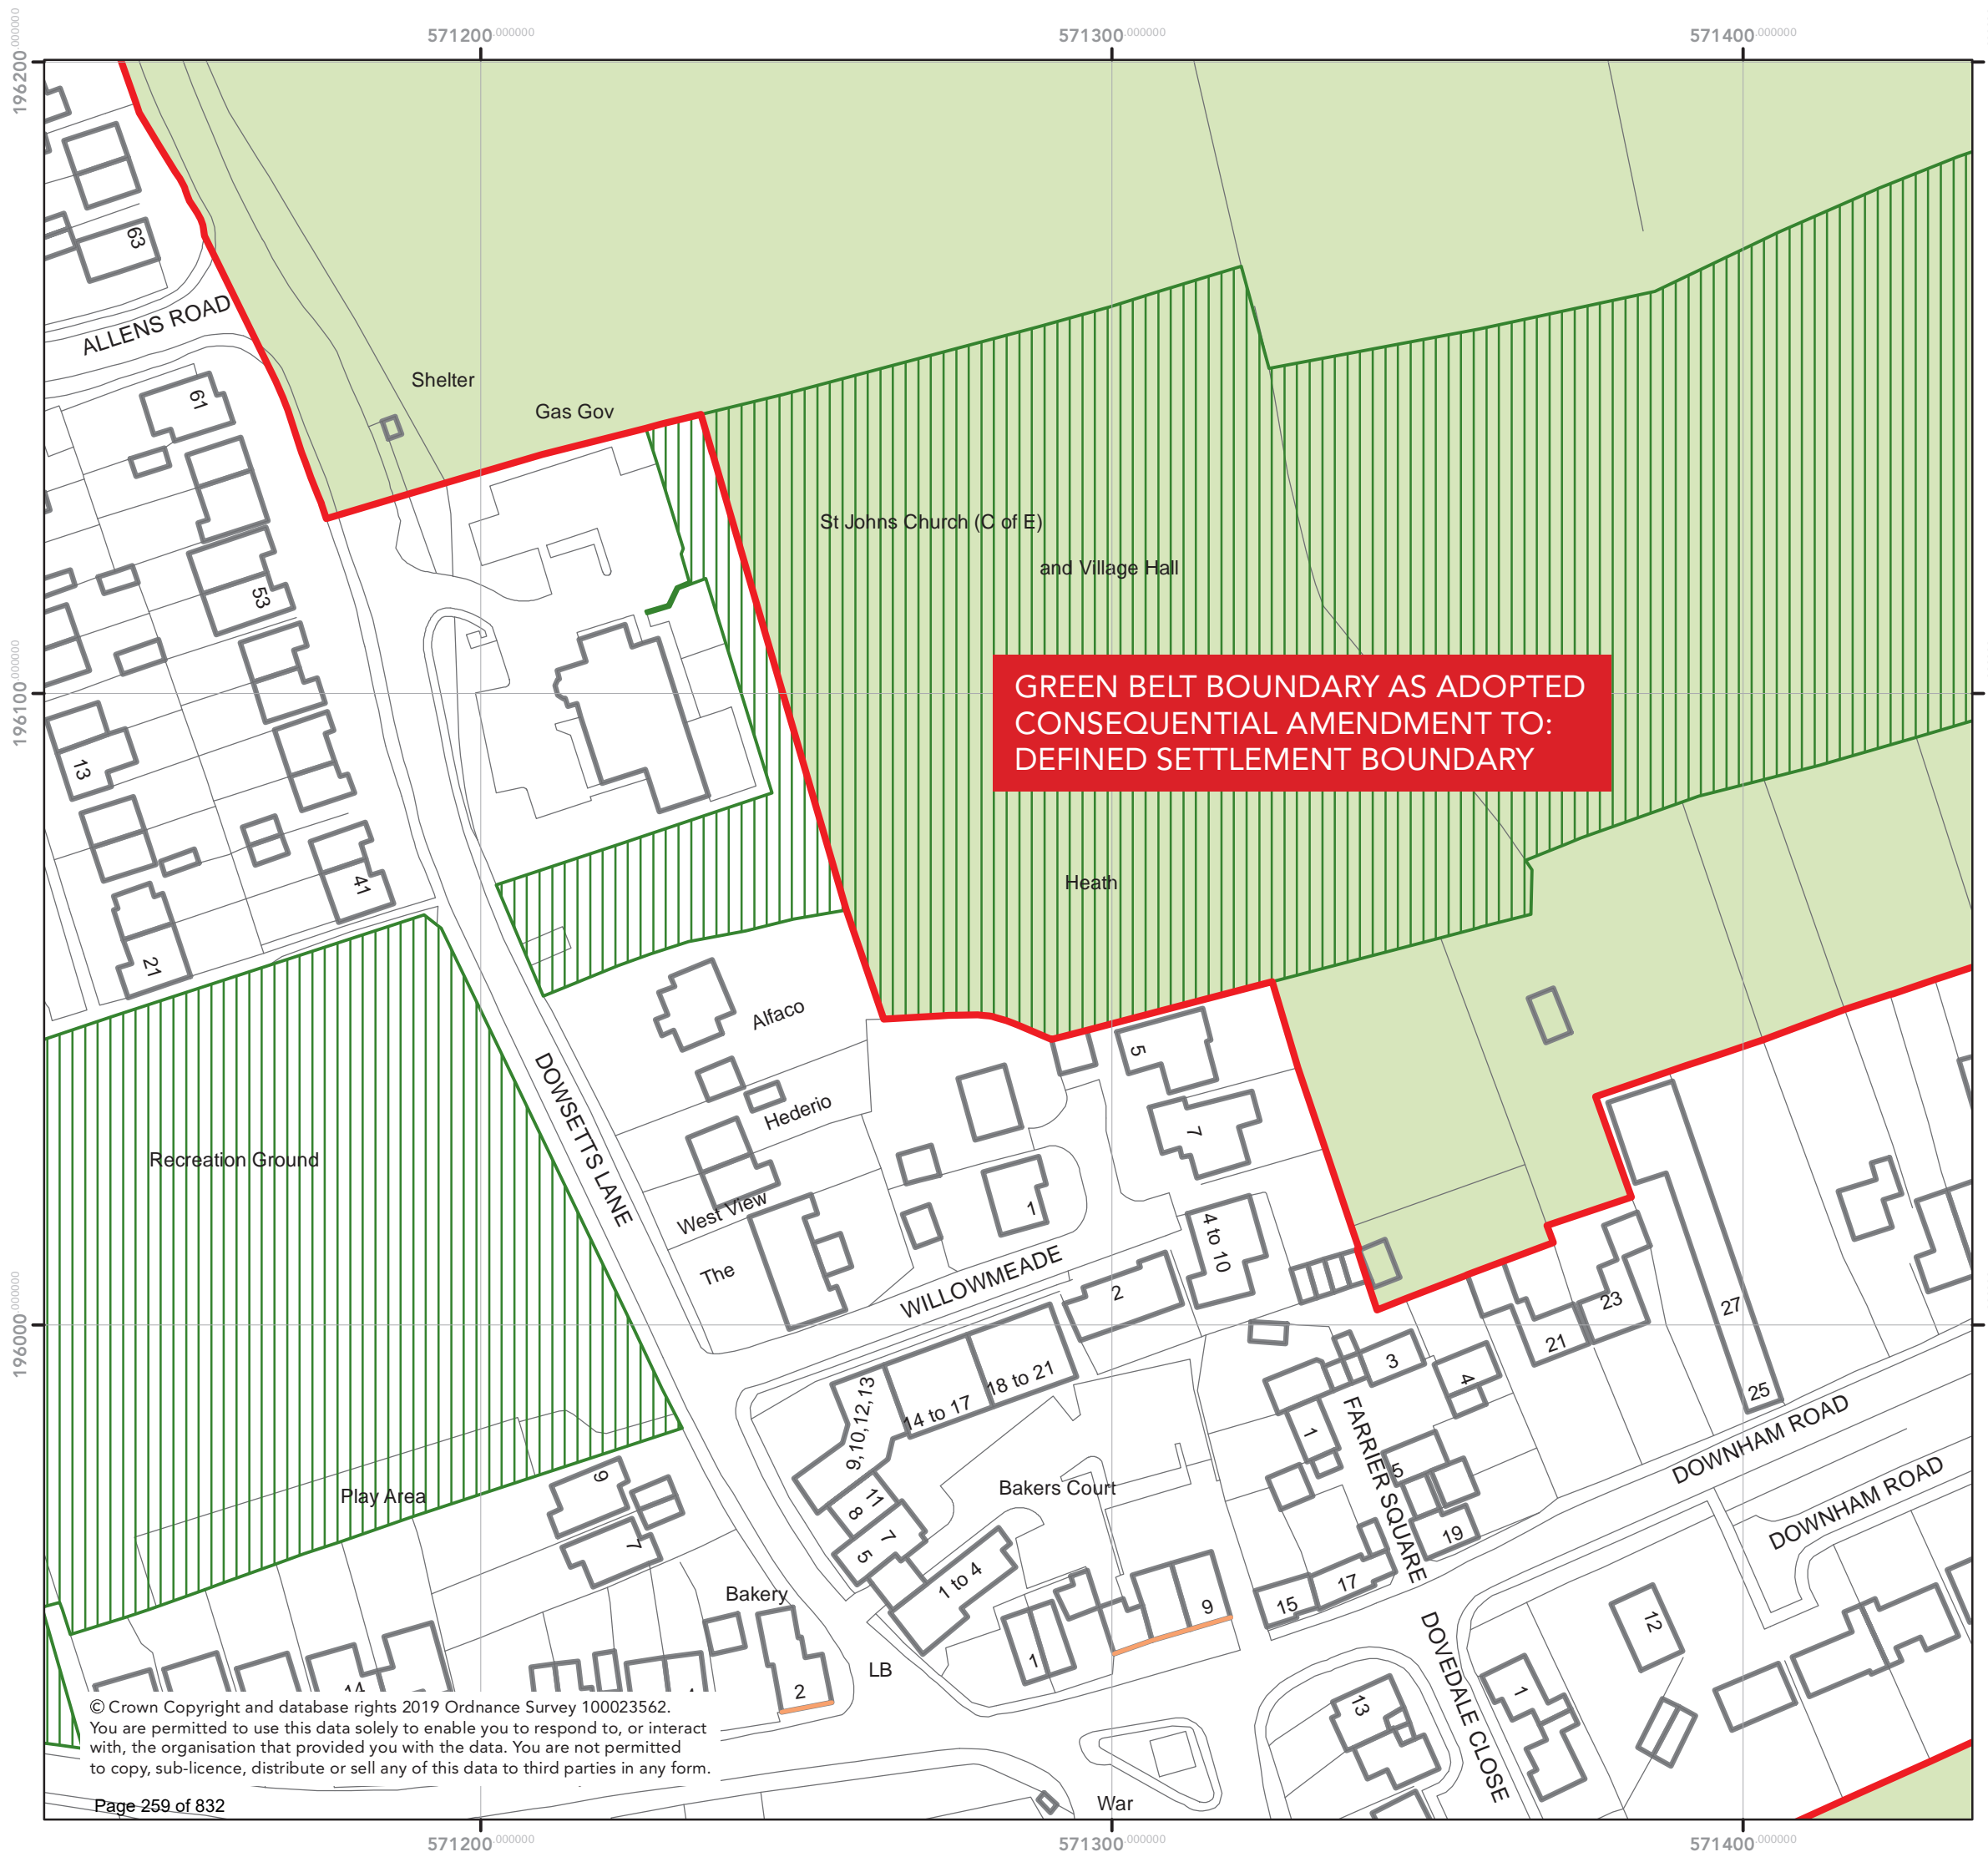 571200.000000
571300.000000
571400.000000
196200.000000
63
ALLENS ROAD
Shelter
Gas Gov
61
St Johns Church (C of E)
and Village Hall
53
196100.000000
GREEN BELT BOUNDARY AS ADOPTED
CONSEQUENTIAL AMENDMENT TO:
DEFINED SETTLEMENT BOUNDARY
13
41
Heath
21
Alfaco
5
DOWSETTS LANE
Hederio
7
Recreation Ground
West View
1
4 to 10
The
WILLOWMEADE
2
196000.000000
23
27
21
3
4
25
18 to 21
14 to 17
9,10,12,13
FARRIER SQUARE
1
DOWNHAM ROAD
5
DOWNHAM ROAD
9
Play Area
Bakers Court
11
8
7
5
19
7
1 to 4
Bakery
17
15
9
12
1
LB
2
DOVEDALE CLOSE
1
13
© Crown Copyright and database rights 2019 Ordnance Survey 100023562.
You are permitted to use this data solely to enable you to respond to, or interact
with, the organisation that provided you with the data. You are not permitted
to copy, sub-licence, distribute or sell any of this data to third parties in any form.
Page 259 of 832
War
571200.000000
571300.000000
571400.000000